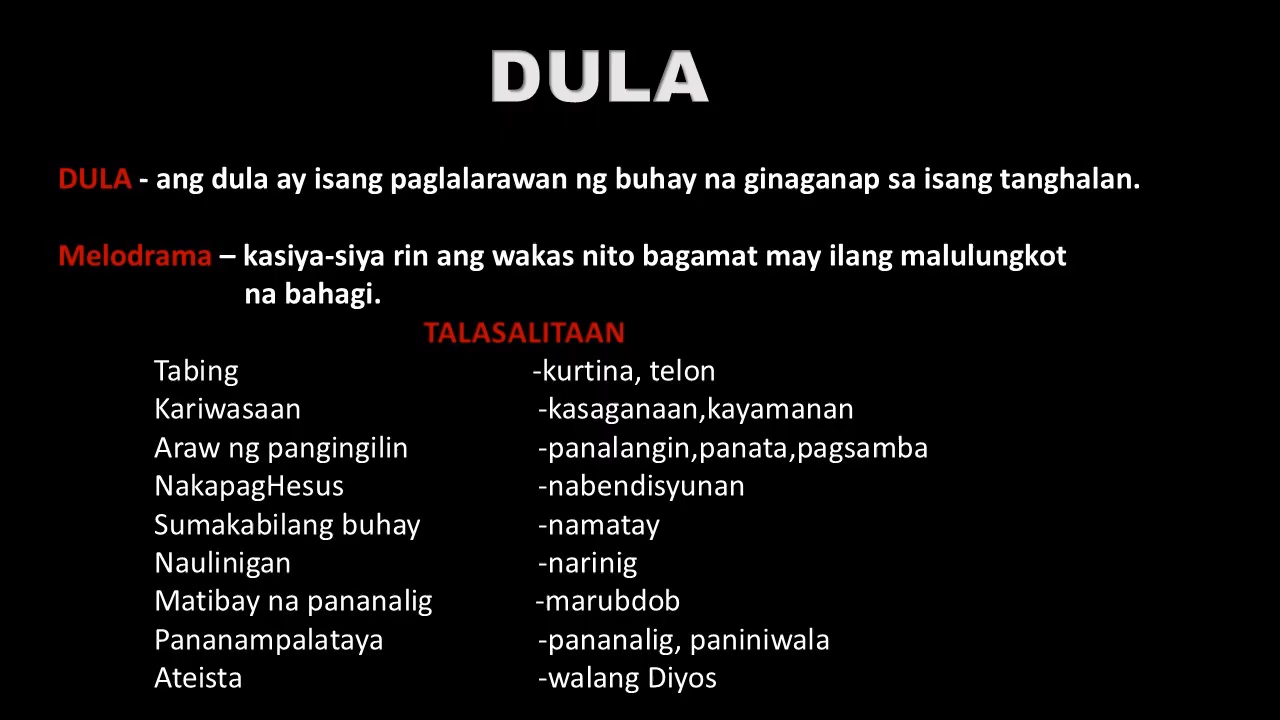 DULA
DULA - ang dula ay isang paglalarawan ng buhay na ginaganap sa isang tanghalan.
Melodrama – kasiya-siya rin ang wakas nito bagamat may ilang malulungkot
na bahagi.
TALASALITAAN
Tabing -kurtina, telon
Kariwasaan -kasaganaan,kayamanan
Araw ng pangingilin -panalangin,panata,pagsamba
NakapagHesus -nabendisyunan
Sumakabilang buhay -namatay
Naulinigan -narinig
Matibay na pananalig -marubdob
Pananampalataya -pananalig, paniniwala
Ateista -walang Diyos